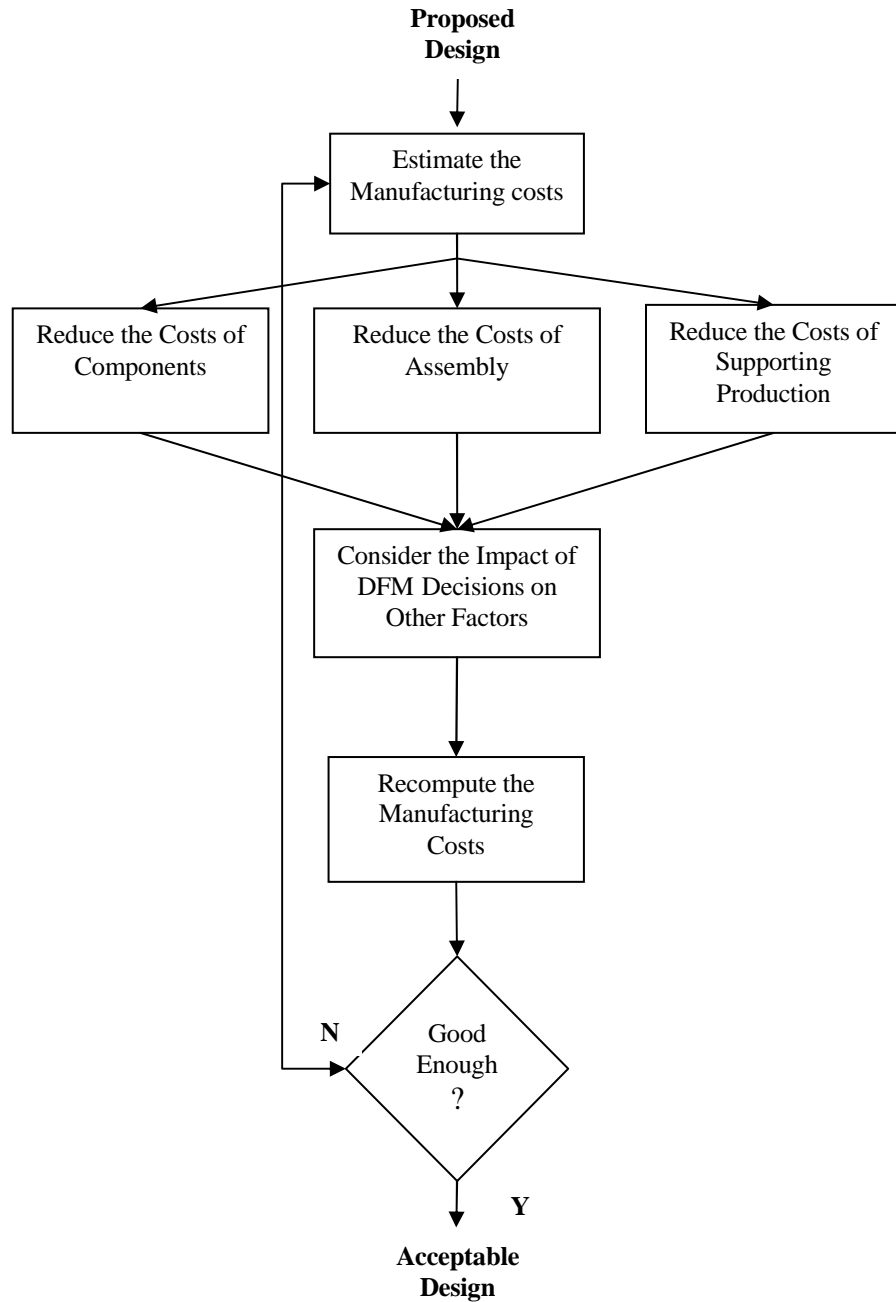 Proposed
Design
Estimate the
Manufacturing costs
Reduce the Costs of
Components
Reduce the Costs of
Assembly
Reduce the Costs of
Supporting
Production
Consider the Impact of
DFM Decisions on
Other Factors
Recompute the
Manufacturing
Costs
N
Good
Enough
?
Y
Acceptable
Design